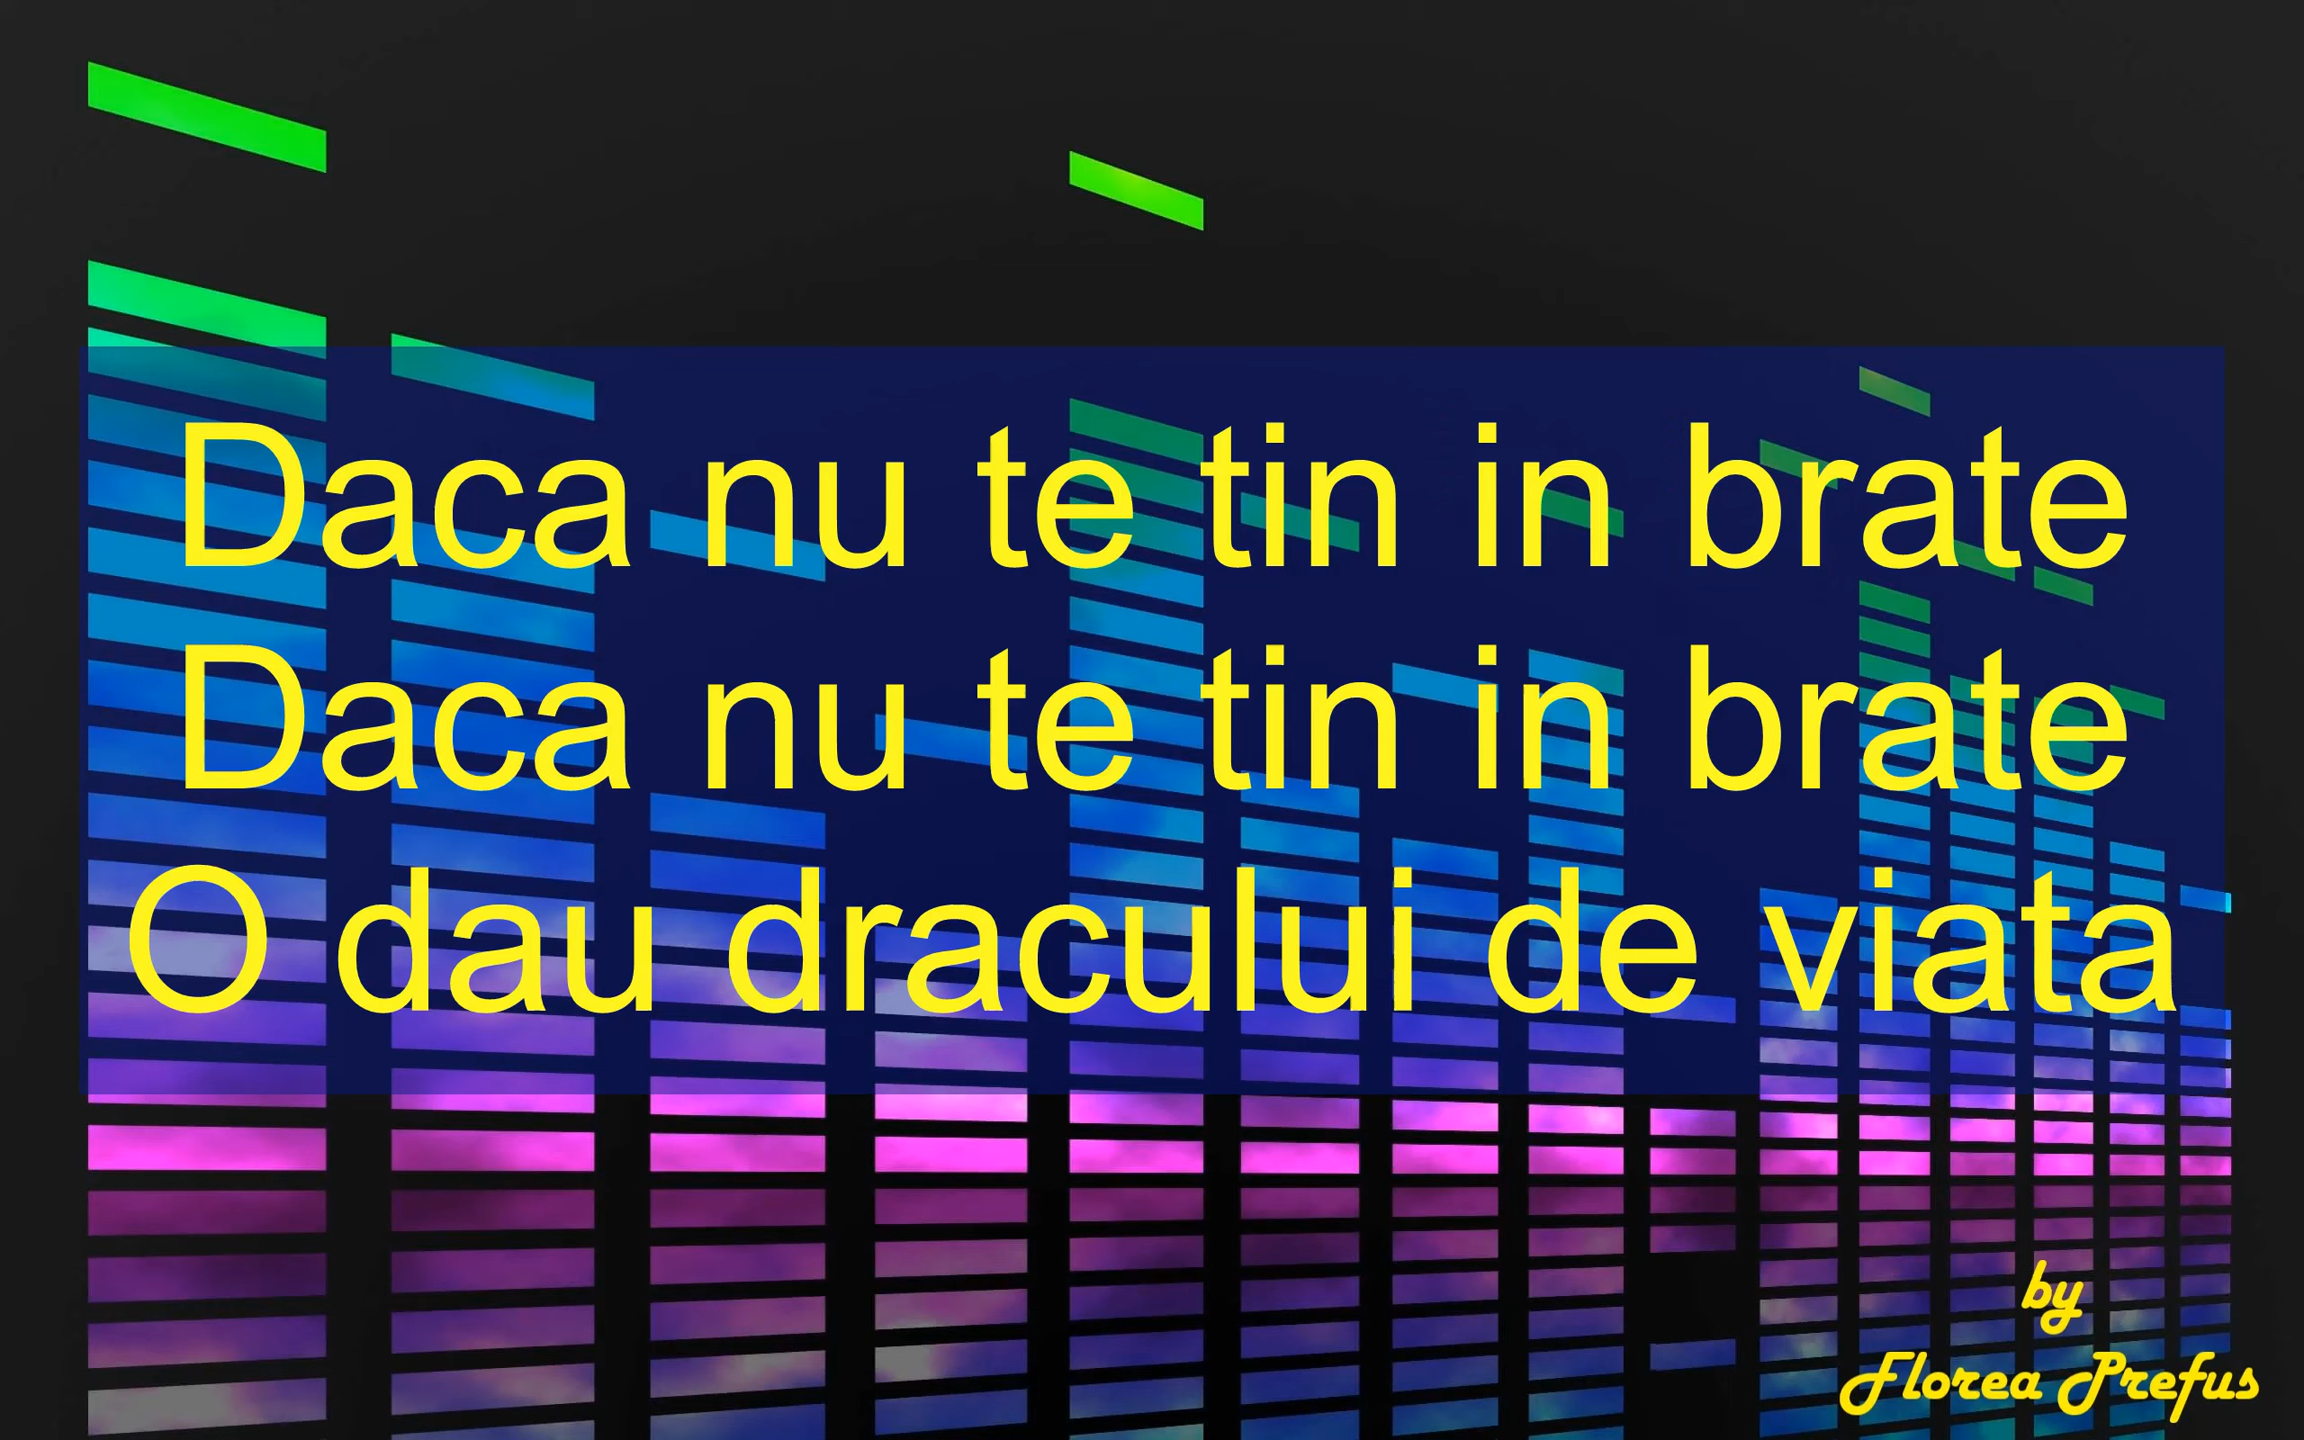 Daca nu te tin in brate
Daca nu te tin in brate
O dau dracului de viata
by
Florea Prefus